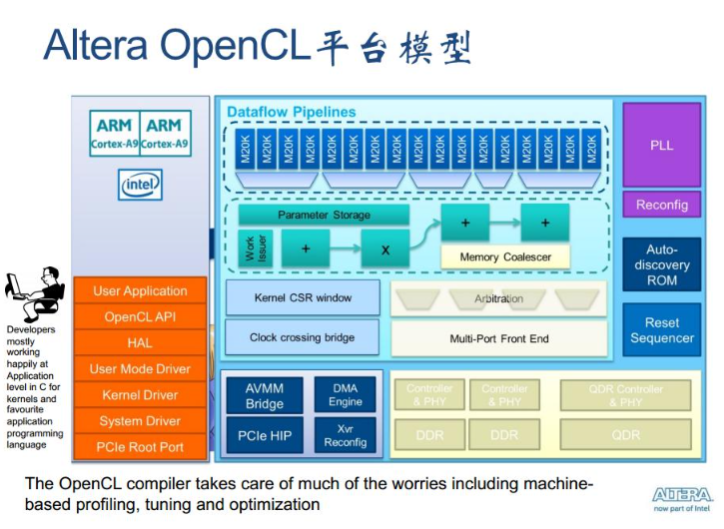 Altera OpenCL平台模型
ARM ARM
Cortex-A9 Cortex-A9
intel
Developers
mostly
working
happily at
Application
level in C for
kernels and
favourite
application
programming
language
User Application
OpenCL API
HAL
User Mode Driver
Kernel Driver
System Driver
PCIe Root Port
Dataflow Pipelines
M20K M20K M20K M20K M20K M20K M20K M20K M20K M20K M20K M20K M20K M20K M20K M20K M20K
Parameter Storage
Work
Issuer
+ x + +
Memory Coalescer
Kernel CSR window
Arbitration
Clock crossing bridge
Multi-Port Front End
PLL
Reconfig
Auto-
discovery
ROM
Reset
Sequencer
AVMM
Bridge
DMA
Engine
PCIe HIP
Xvr
Reconfig
Controller
& PHY
Controller
& PHY
QDR Controller
& PHY
DDR
DDR
QDR
The OpenCL compiler takes care of much of the worries including machine-
based profiling, tuning and optimization
ALTERA
now part of Intel